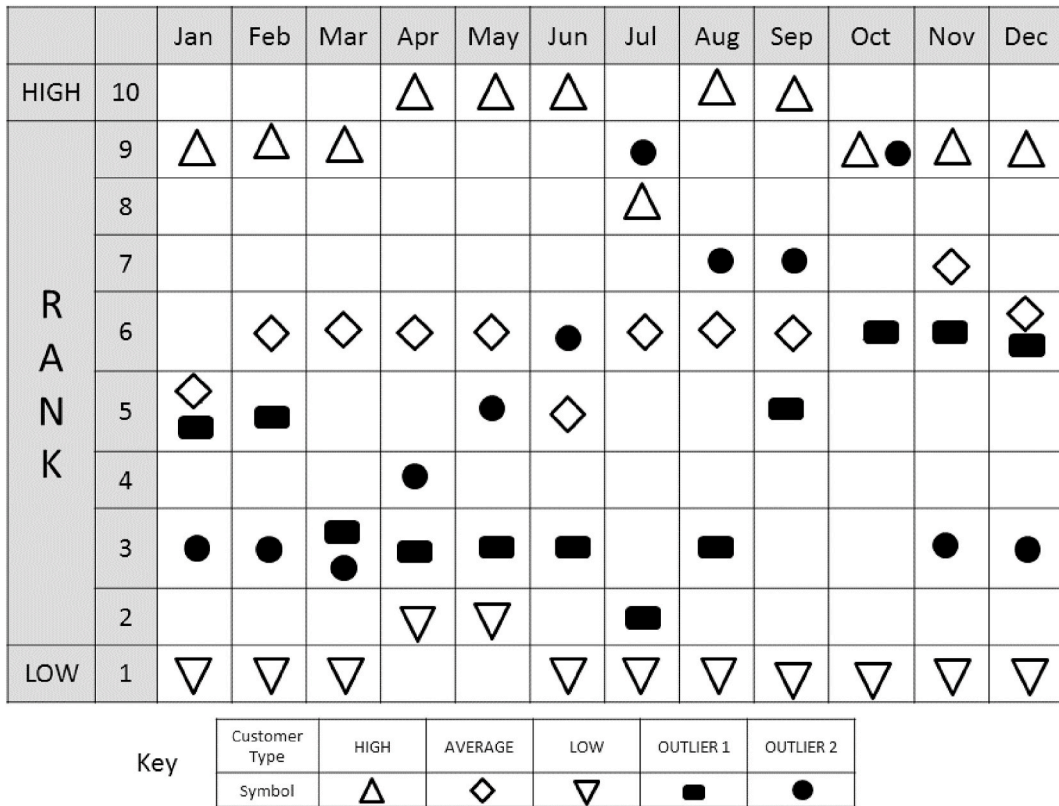 Jan Feb Mar Apr May Jun Jul Aug Sep Oct Nov Dec
HIGH 10
9
8
7
RANK
6
5
4
3
2
LOW 1
Key
Customer Type HIGH AVERAGE LOW OUTLIER 1 OUTLIER 2
Symbol